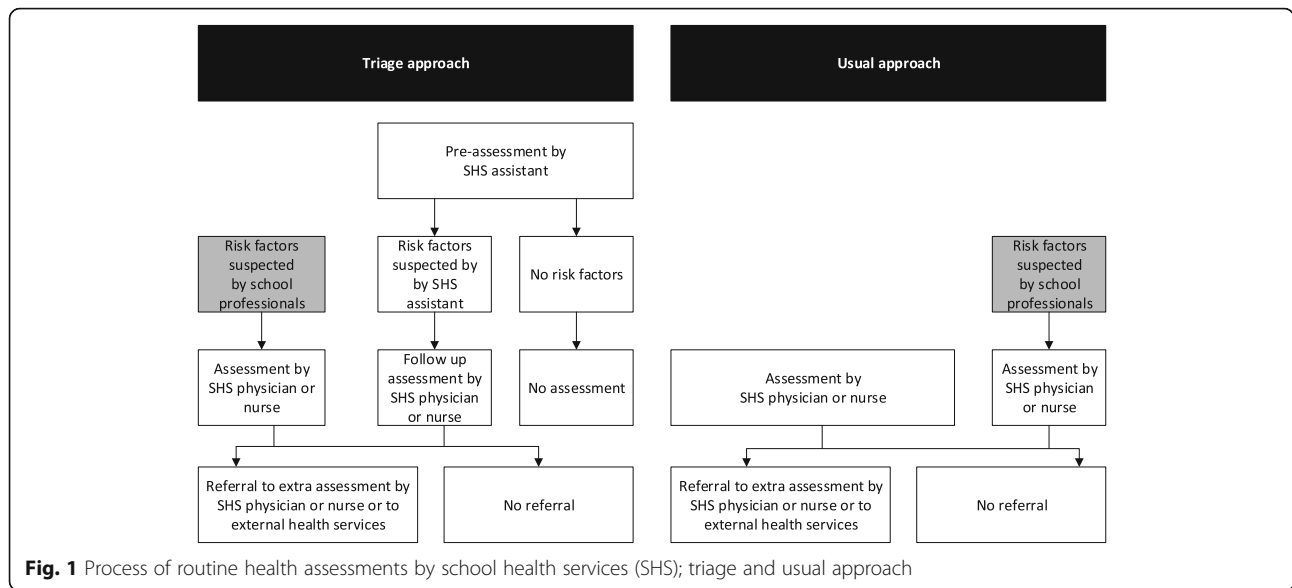 Triage approach
Usual approach
Pre-assessment by
SHS assistant
Risk factors
suspected
by school
professionals
Risk factors
suspected by
by SHS
assistant
No risk factors
Risk factors
suspected
by school
professionals
Assessment by
SHS physician or
nurse
Follow up
assessment by
SHS physician
or nurse
No assessment
Assessment by
SHS physician or nurse
Assessment by
SHS physician
or nurse
Referral to extra assessment by
SHS physician or nurse or to
external health services
No referral
Referral to extra assessment by
SHS physician or nurse or to
external health services
No referral
Fig. 1 Process of routine health assessments by school health services (SHS); triage and usual approach